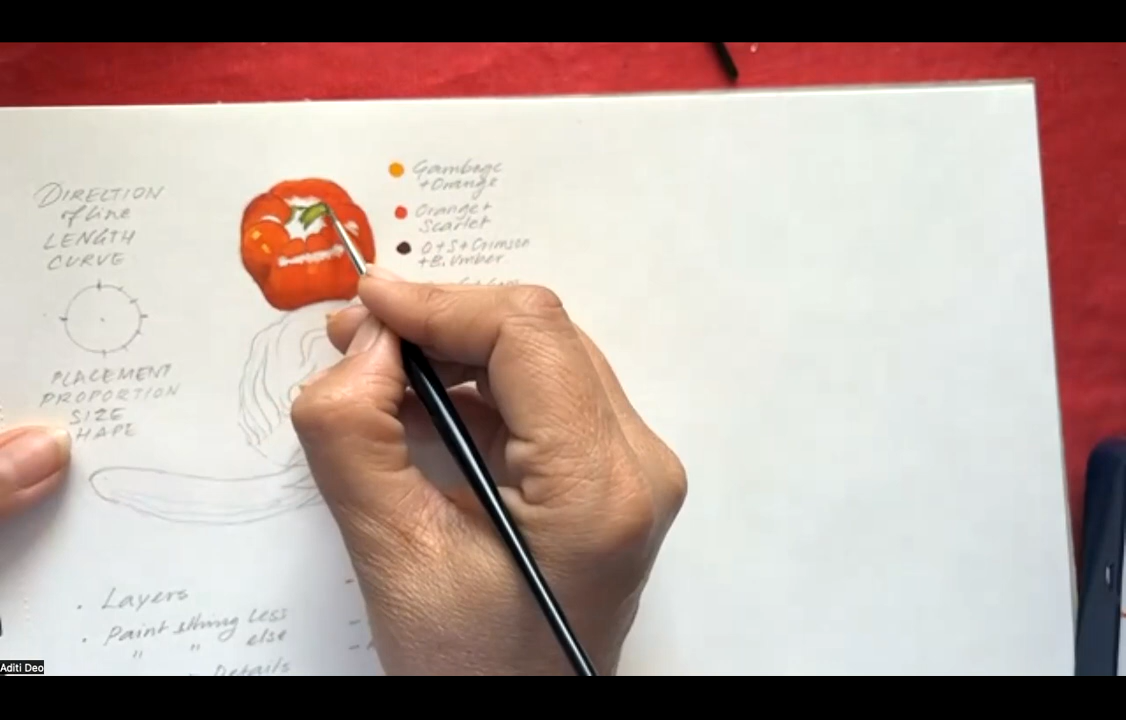 DIRECTION
of line
LENGTH
CURVE
PLACEMENT
PROPORTION
SIZE
HAPE
Gamboge
+ Orange
Orange +
Scarlet
O + S + Crimson
+ B. Umber
. Layers
. Paint sthing less
" " else
Details
Aditi Deo